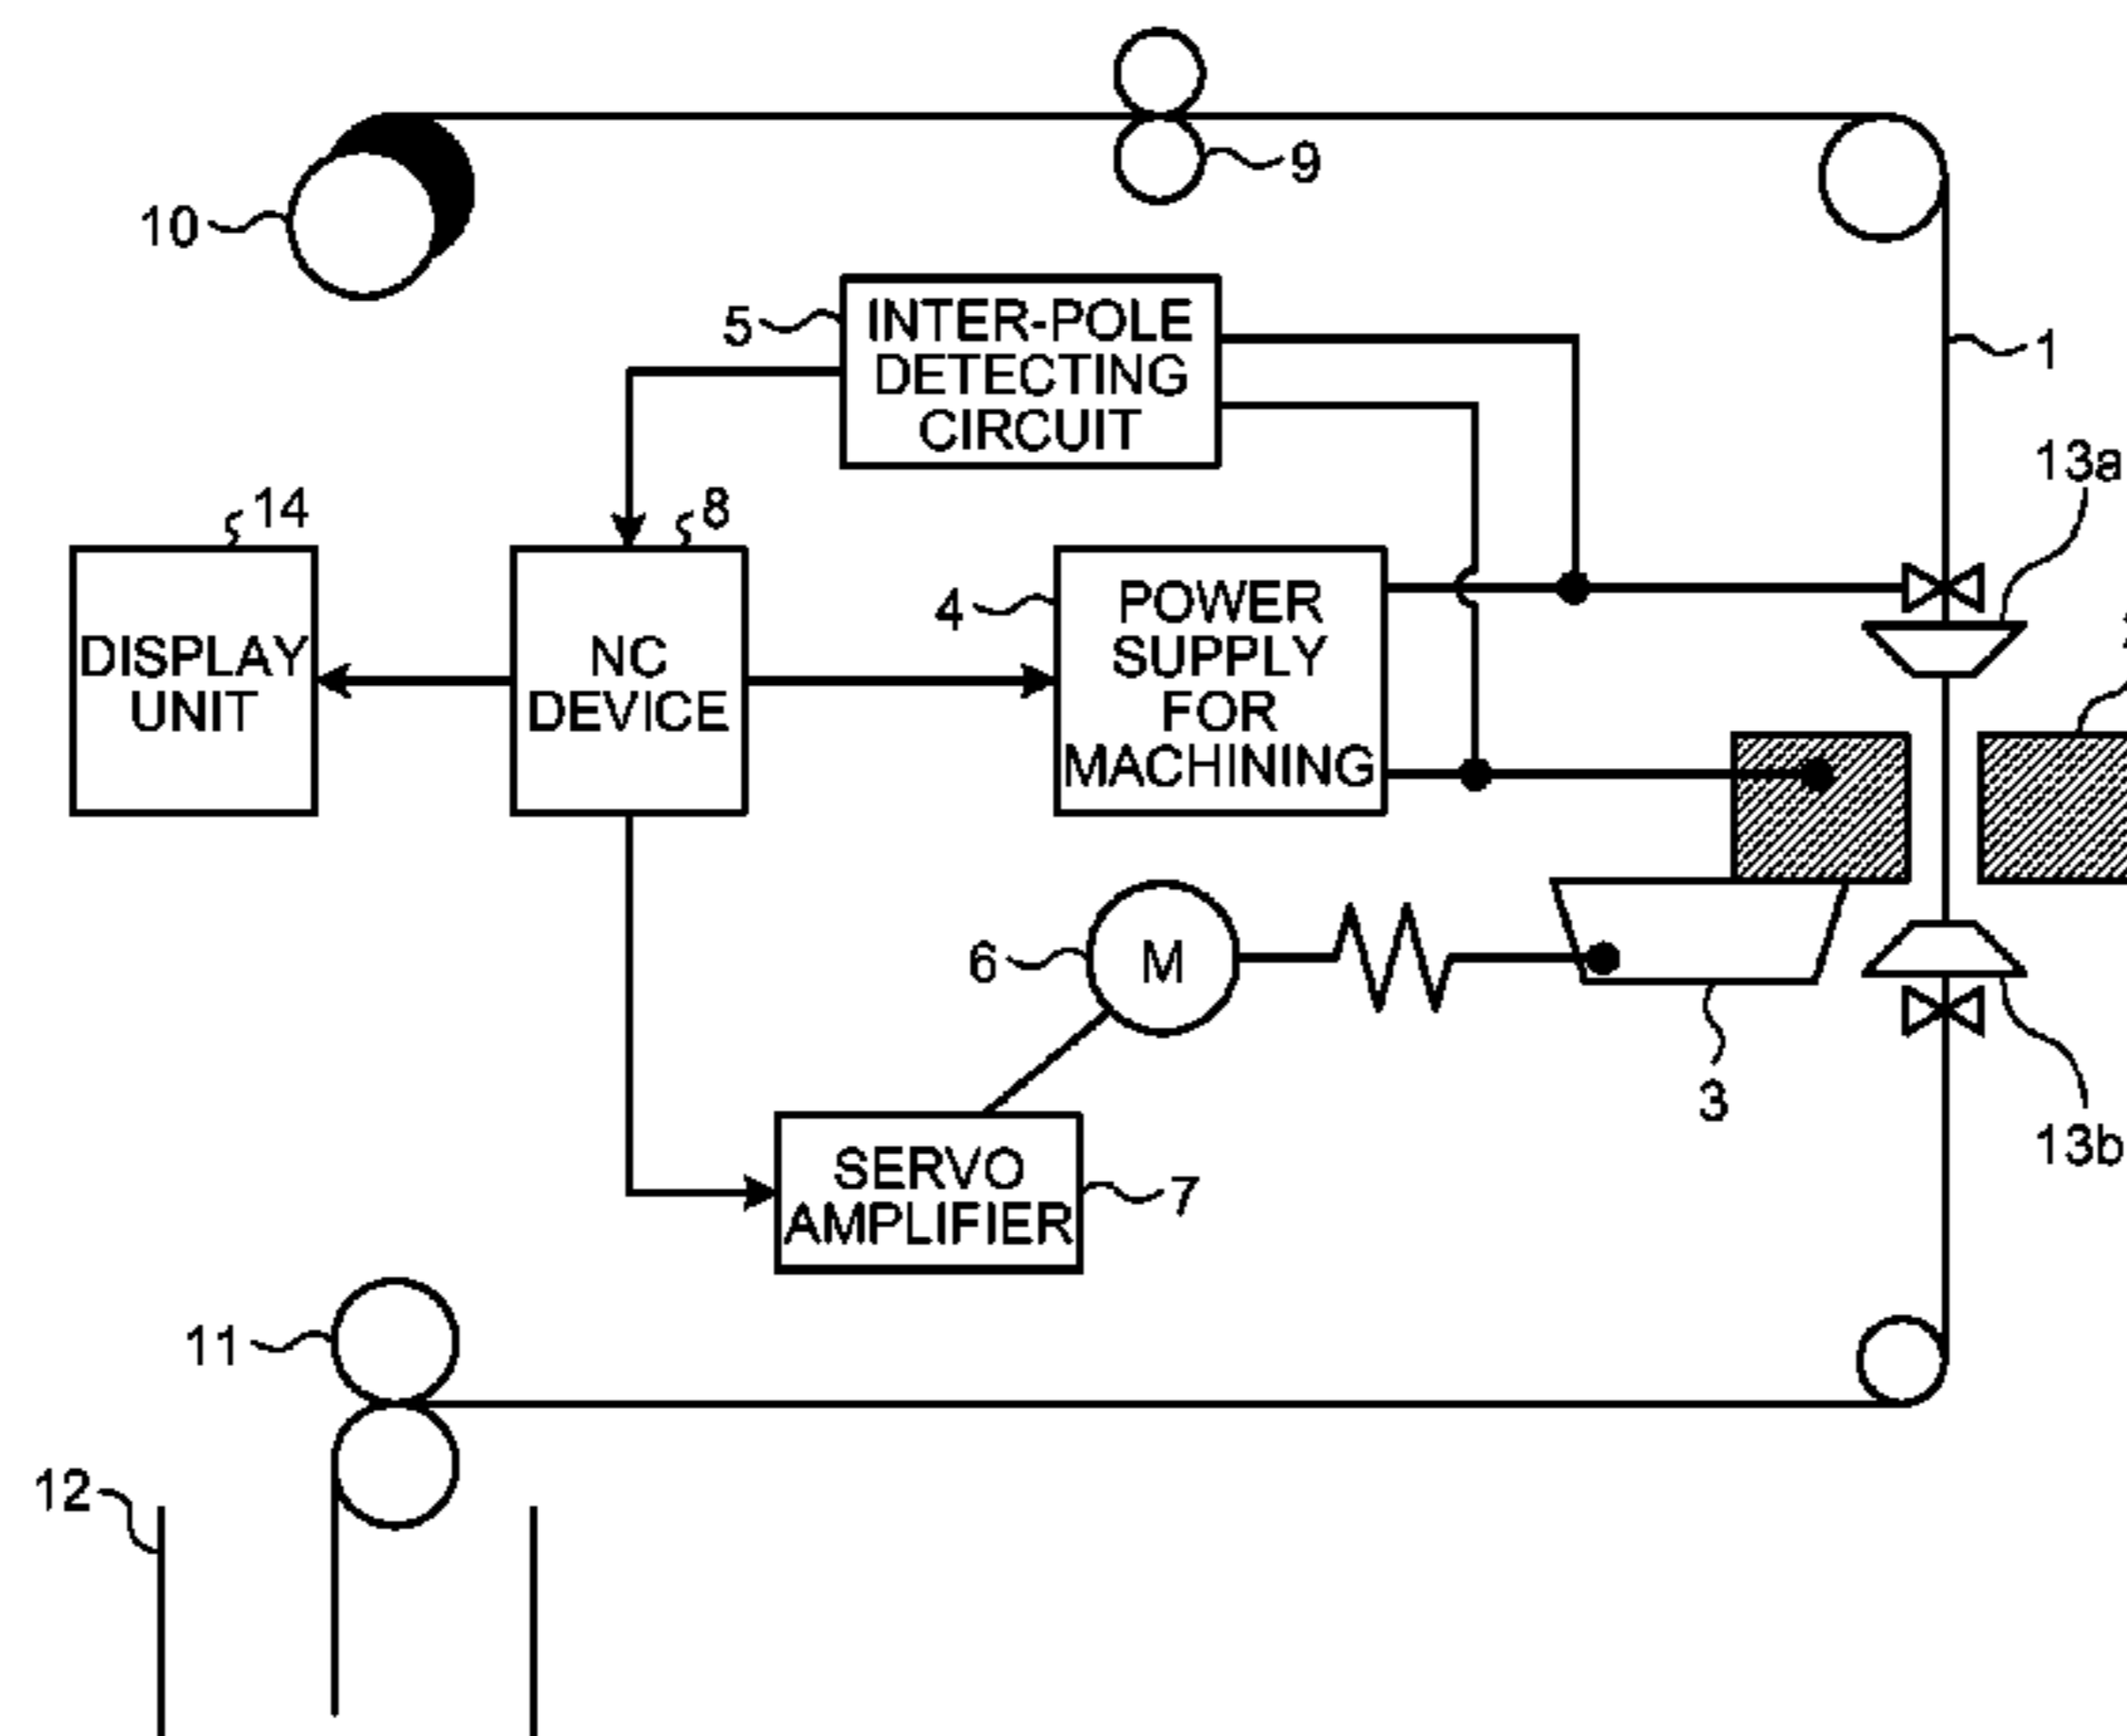 9
10
5
INTER-POLE
DETECTING
CIRCUIT
1
13a
14
8
4
DISPLAY
UNIT
NC
DEVICE
POWER
SUPPLY
FOR
MACHINING
6
M
3
13b
SERVO
AMPLIFIER
7
11
12